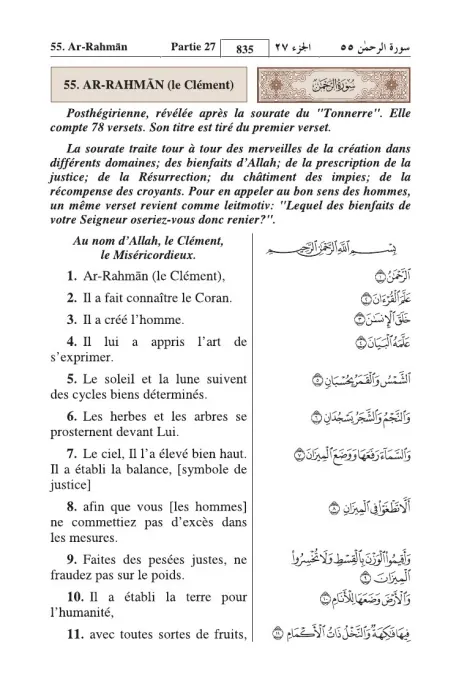 55. Ar-Rahmān Partie 27 835 الجزء ٢٧ سورة الرحمٰن ٥٥
55. AR-RAHMĀN (le Clément) سُورَةُ الرَّحْمٰن
Posthégirienne, révélée après la sourate du "Tonnerre". Elle
compte 78 versets. Son titre est tiré du premier verset.
La sourate traite tour à tour des merveilles de la création dans
différents domaines; des bienfaits d'Allah; de la prescription de la
justice; de la Résurrection; du châtiment des impies; de la
récompense des croyants. Pour en appeler au bon sens des hommes,
un même verset revient comme leitmotiv: "Lequel des bienfaits de
votre Seigneur oseriez-vous donc renier?".
Au nom d'Allah, le Clément,
le Miséricordieux.
1. Ar-Rahmān (le Clément),
2. Il a fait connaître le Coran.
3. Il a créé l'homme.
4. Il lui a appris l'art de
s'exprimer.
5. Le soleil et la lune suivent
des cycles biens déterminés.
6. Les herbes et les arbres se
prosternent devant Lui.
7. Le ciel, Il l'a élevé bien haut.
Il a établi la balance, [symbole de
justice]
8. afin que vous [les hommes]
ne commettiez pas d'excès dans
les mesures.
9. Faites des pesées justes, ne
fraudez pas sur le poids.
10. Il a établi la terre pour
l'humanité,
11. avec toutes sortes de fruits,
بِسْمِ ٱللَّهِ ٱلرَّحْمَٰنِ ٱلرَّحِيمِ
ٱلرَّحْمَٰنُ ١
عَلَّمَ ٱلْقُرْءَانَ ٢
خَلَقَ ٱلْإِنسَٰنَ ٣
عَلَّمَهُ ٱلْبَيَانَ ٤
ٱلشَّمْسُ وَٱلْقَمَرُ بِحُسْبَانٍ ٥
وَٱلنَّجْمُ وَٱلشَّجَرُ يَسْجُدَانِ ٦
وَٱلسَّمَآءَ رَفَعَهَا وَوَضَعَ ٱلْمِيزَانَ ٧
أَلَّا تَطْغَوْا۟ فِى ٱلْمِيزَانِ ٨
وَأَقِيمُوا۟ ٱلْوَزْنَ بِٱلْقِسْطِ وَلَا تُخْسِرُوا۟
ٱلْمِيزَانَ ٩
وَٱلْأَرْضَ وَضَعَهَا لِلْأَنَامِ ١٠
فِيهَا فَٰكِهَةٌ وَٱلنَّخْلُ ذَاتُ ٱلْأَكْمَامِ ١١